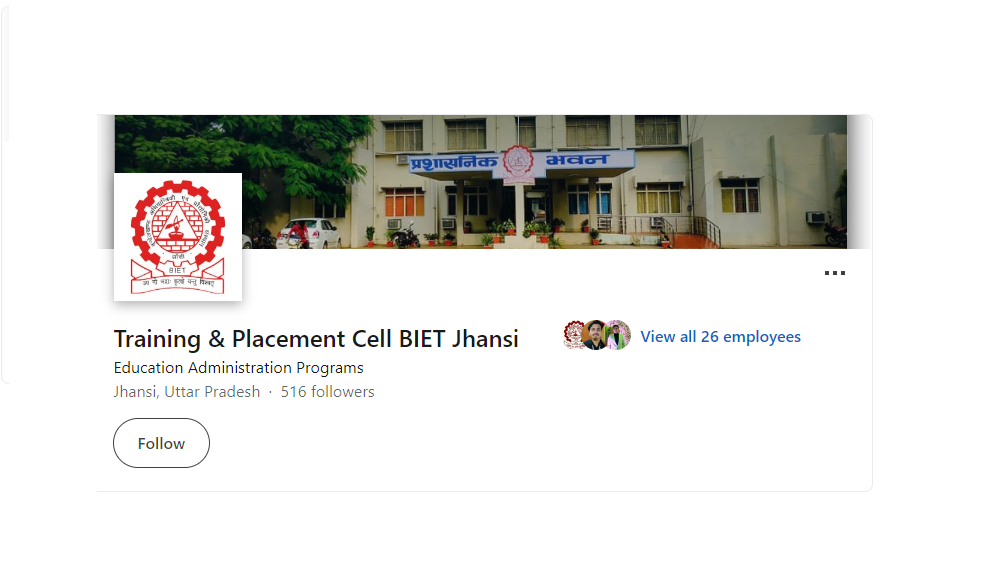 प्रशासनिक भवन
BIET
Training & Placement Cell BIET Jhansi
View all 26 employees
Education Administration Programs
Jhansi, Uttar Pradesh · 516 followers
Follow